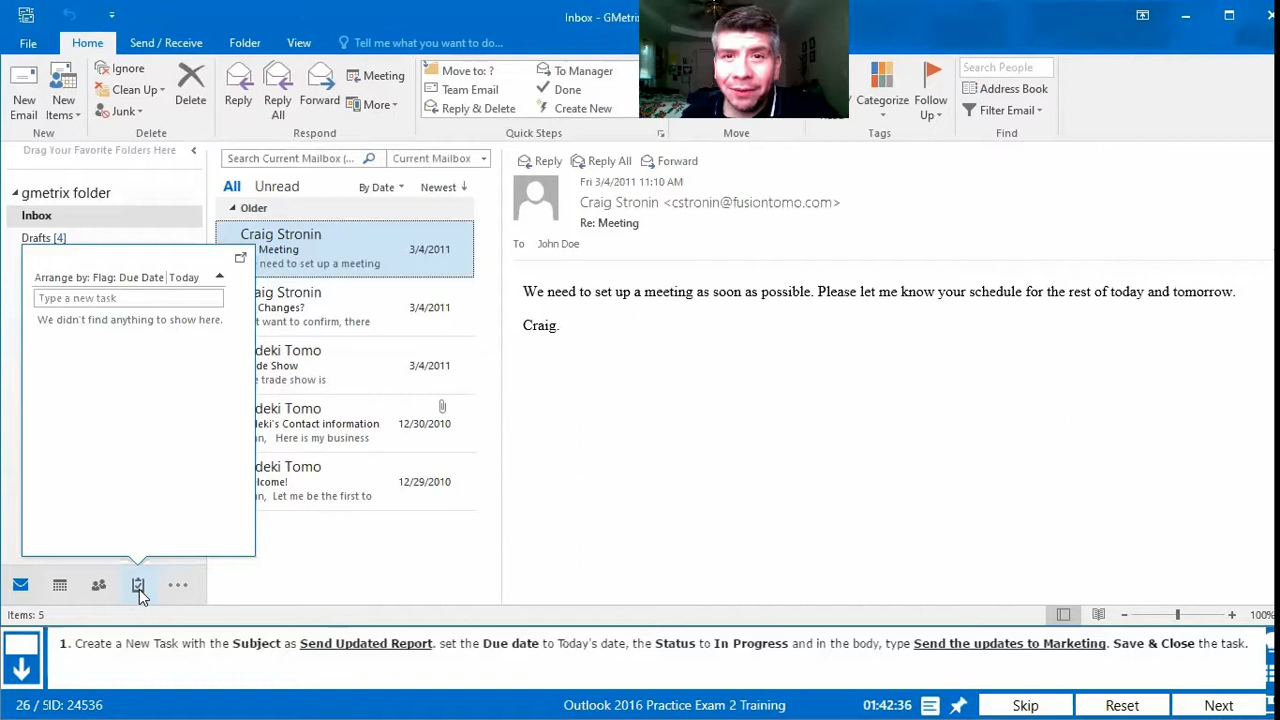 Inbox - GMetrix
File Home Send / Receive Folder View Tell me what you want to do...
New Email
New Items
Ignore
Clean Up
Junk
Delete
Reply
Reply All
Forward
Meeting
More
Move to: ?
Team Email
Reply & Delete
To Manager
Done
Create New
Categorize
Follow Up
Search People
Address Book
Filter Email
New Delete Respond Quick Steps Move Tags Find
Drag Your Favorite Folders Here
gmetrix folder
Inbox
Drafts [4]
Arrange by: Flag: Due Date Today
Type a new task
We didn't find anything to show here.
Search Current Mailbox (... Current Mailbox
All Unread By Date Newest
Older
Craig Stronin
Meeting 3/4/2011
need to set up a meeting
aig Stronin
Changes? 3/4/2011
t want to confirm, there
deki Tomo
de Show 3/4/2011
e trade show is
deki Tomo
deki's Contact information 12/30/2010
n, Here is my business
deki Tomo
lcome! 12/29/2010
n, Let me be the first to
Reply Reply All Forward
Fri 3/4/2011 11:10 AM
Craig Stronin <cstronin@fusiontomo.com>
Re: Meeting
To John Doe
We need to set up a meeting as soon as possible. Please let me know your schedule for the rest of today and tomorrow.
Craig.
Items: 5
100%
1. Create a New Task with the Subject as Send Updated Report. set the Due date to Today's date, the Status to In Progress and in the body, type Send the updates to Marketing. Save & Close the task.
26 / 5ID: 24536 Outlook 2016 Practice Exam 2 Training 01:42:36 Skip Reset Next